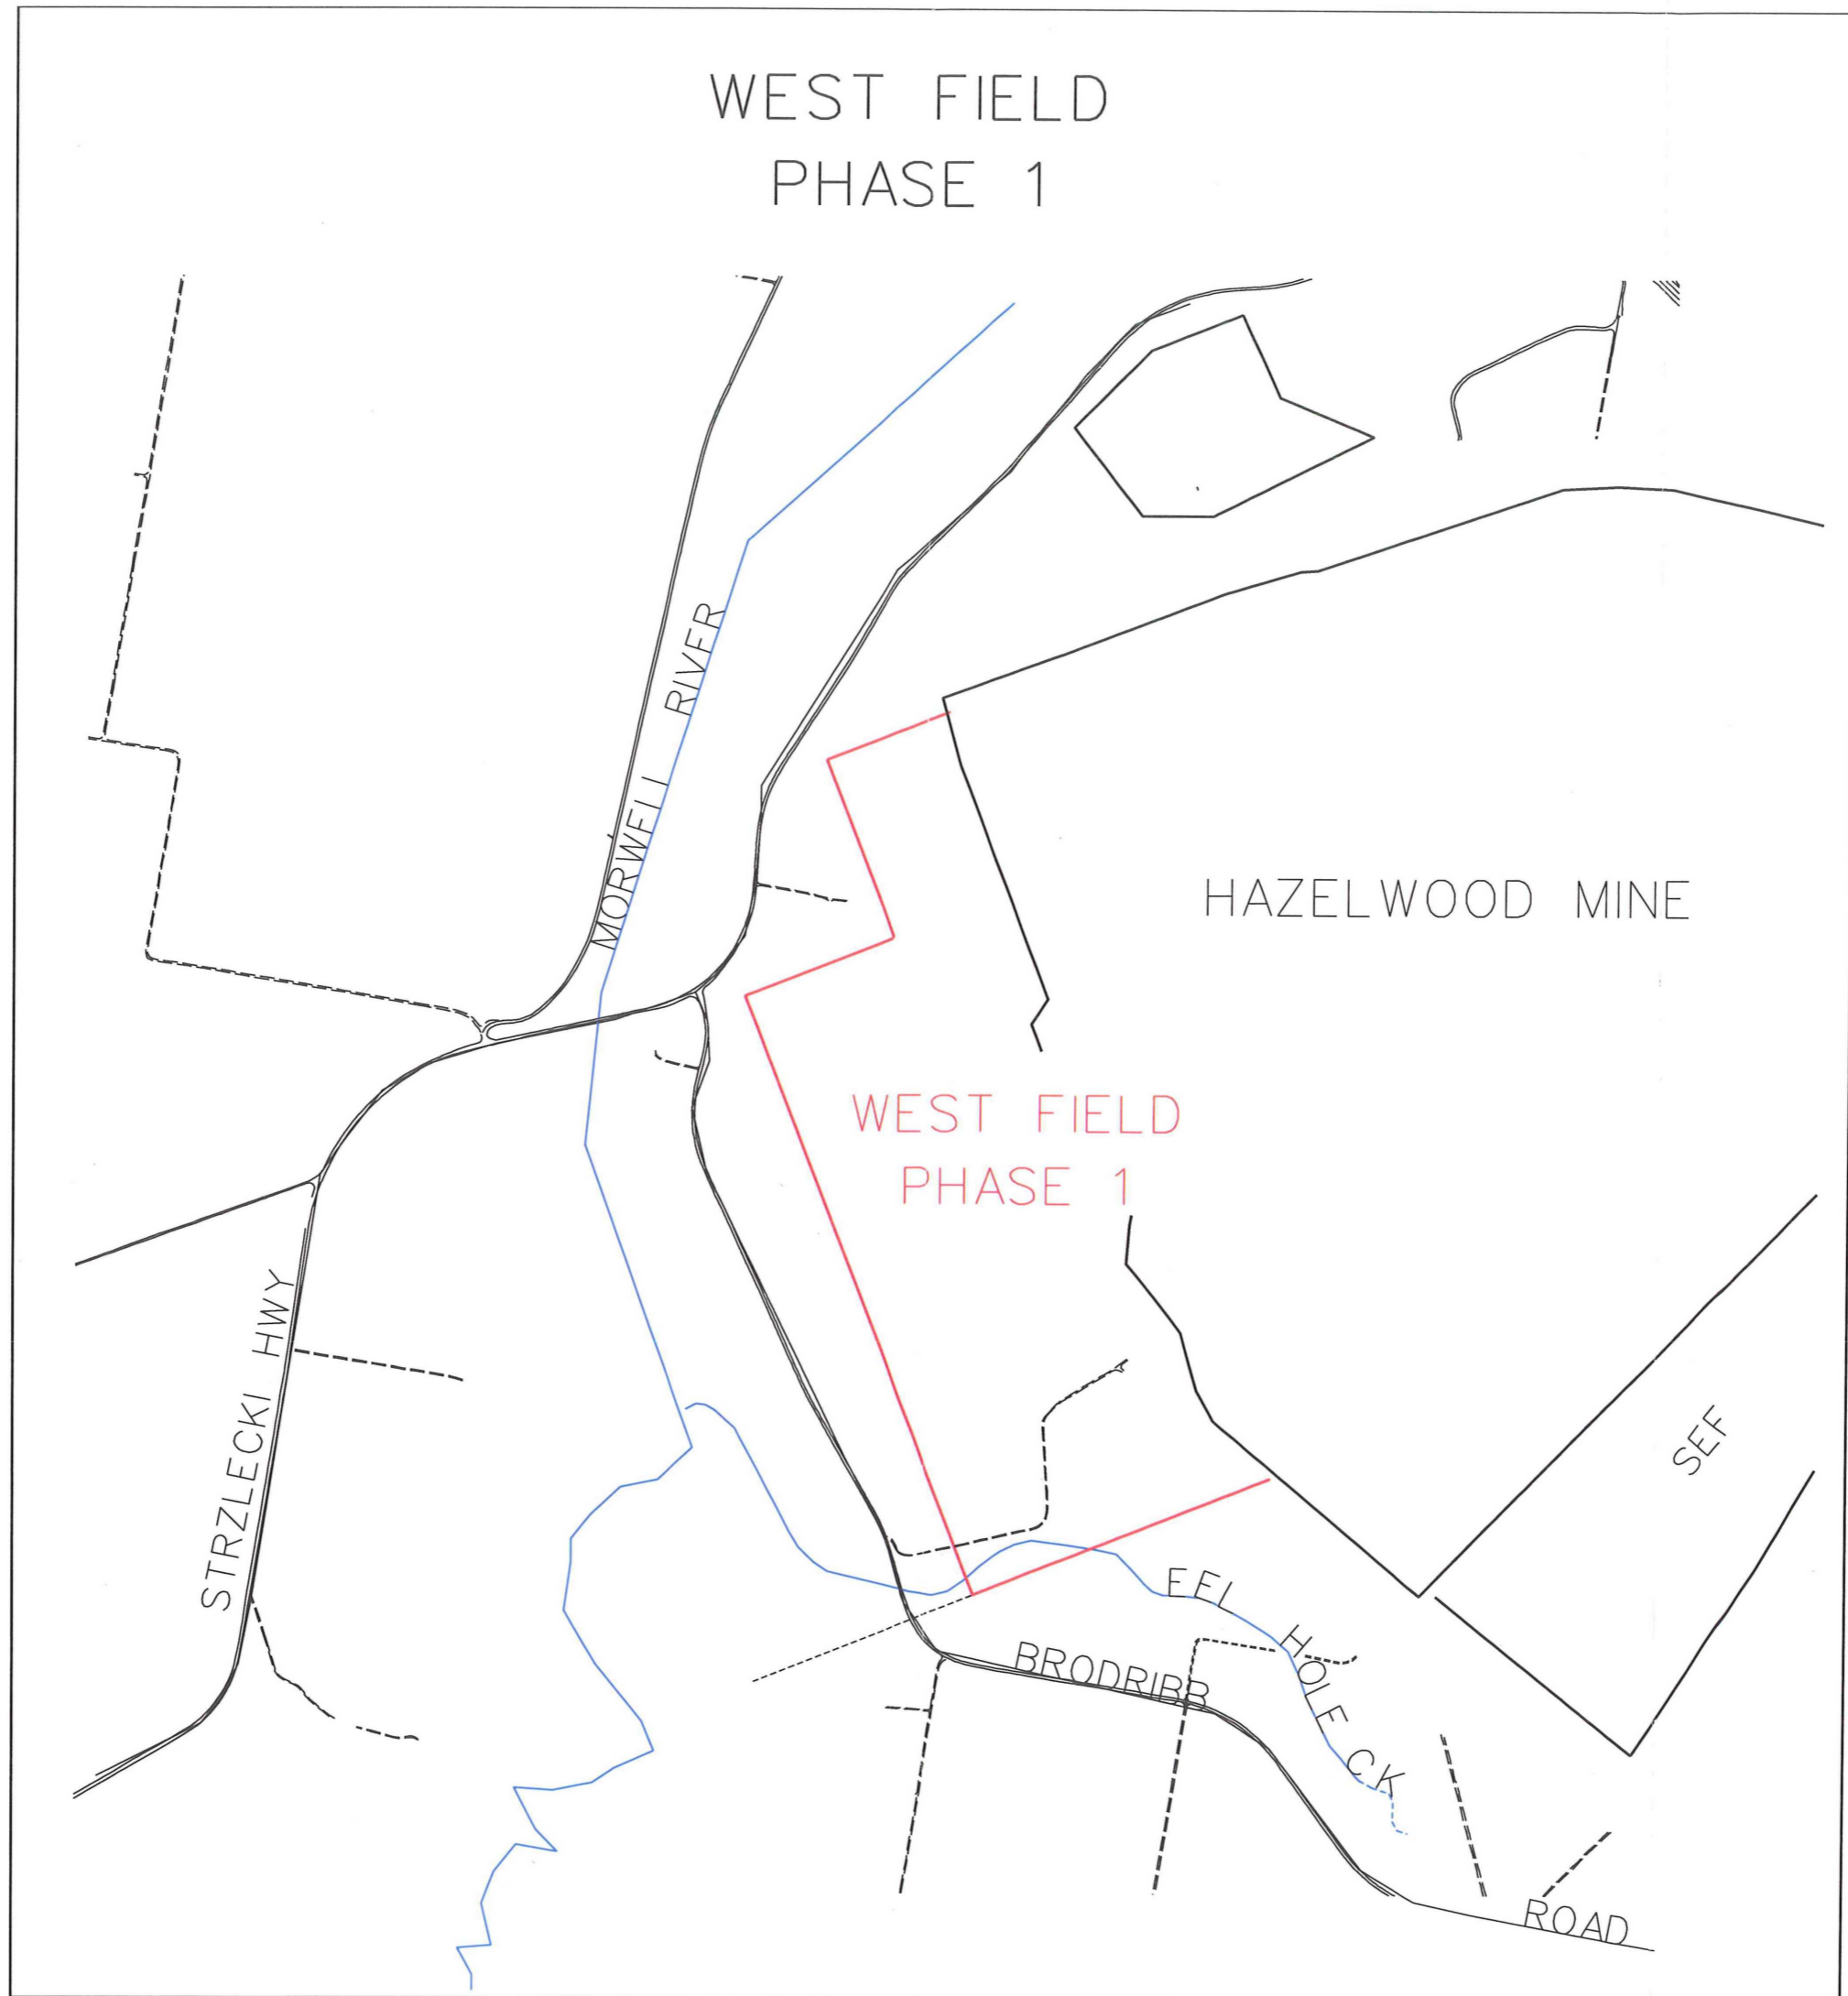 WEST FIELD
PHASE 1
MORWELL RIVER
HAZELWOOD MINE
WEST FIELD
PHASE 1
STRZLECKI HWY
SEF
EEL HOLE CK
BRODRIBB ROAD